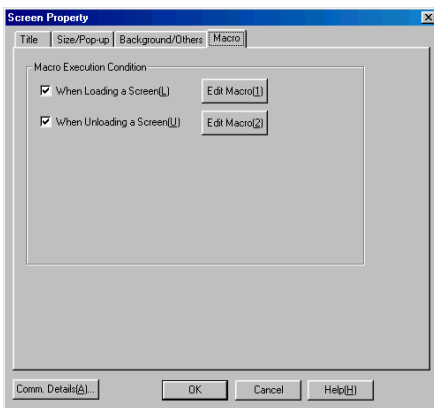 Screen Property
Title Size/Pop-up Background/Others Macro
Macro Execution Condition
When Loading a Screen(L) Edit Macro(1)
When Unloading a Screen(U) Edit Macro(2)
Comm. Details(A)... OK Cancel Help(H)